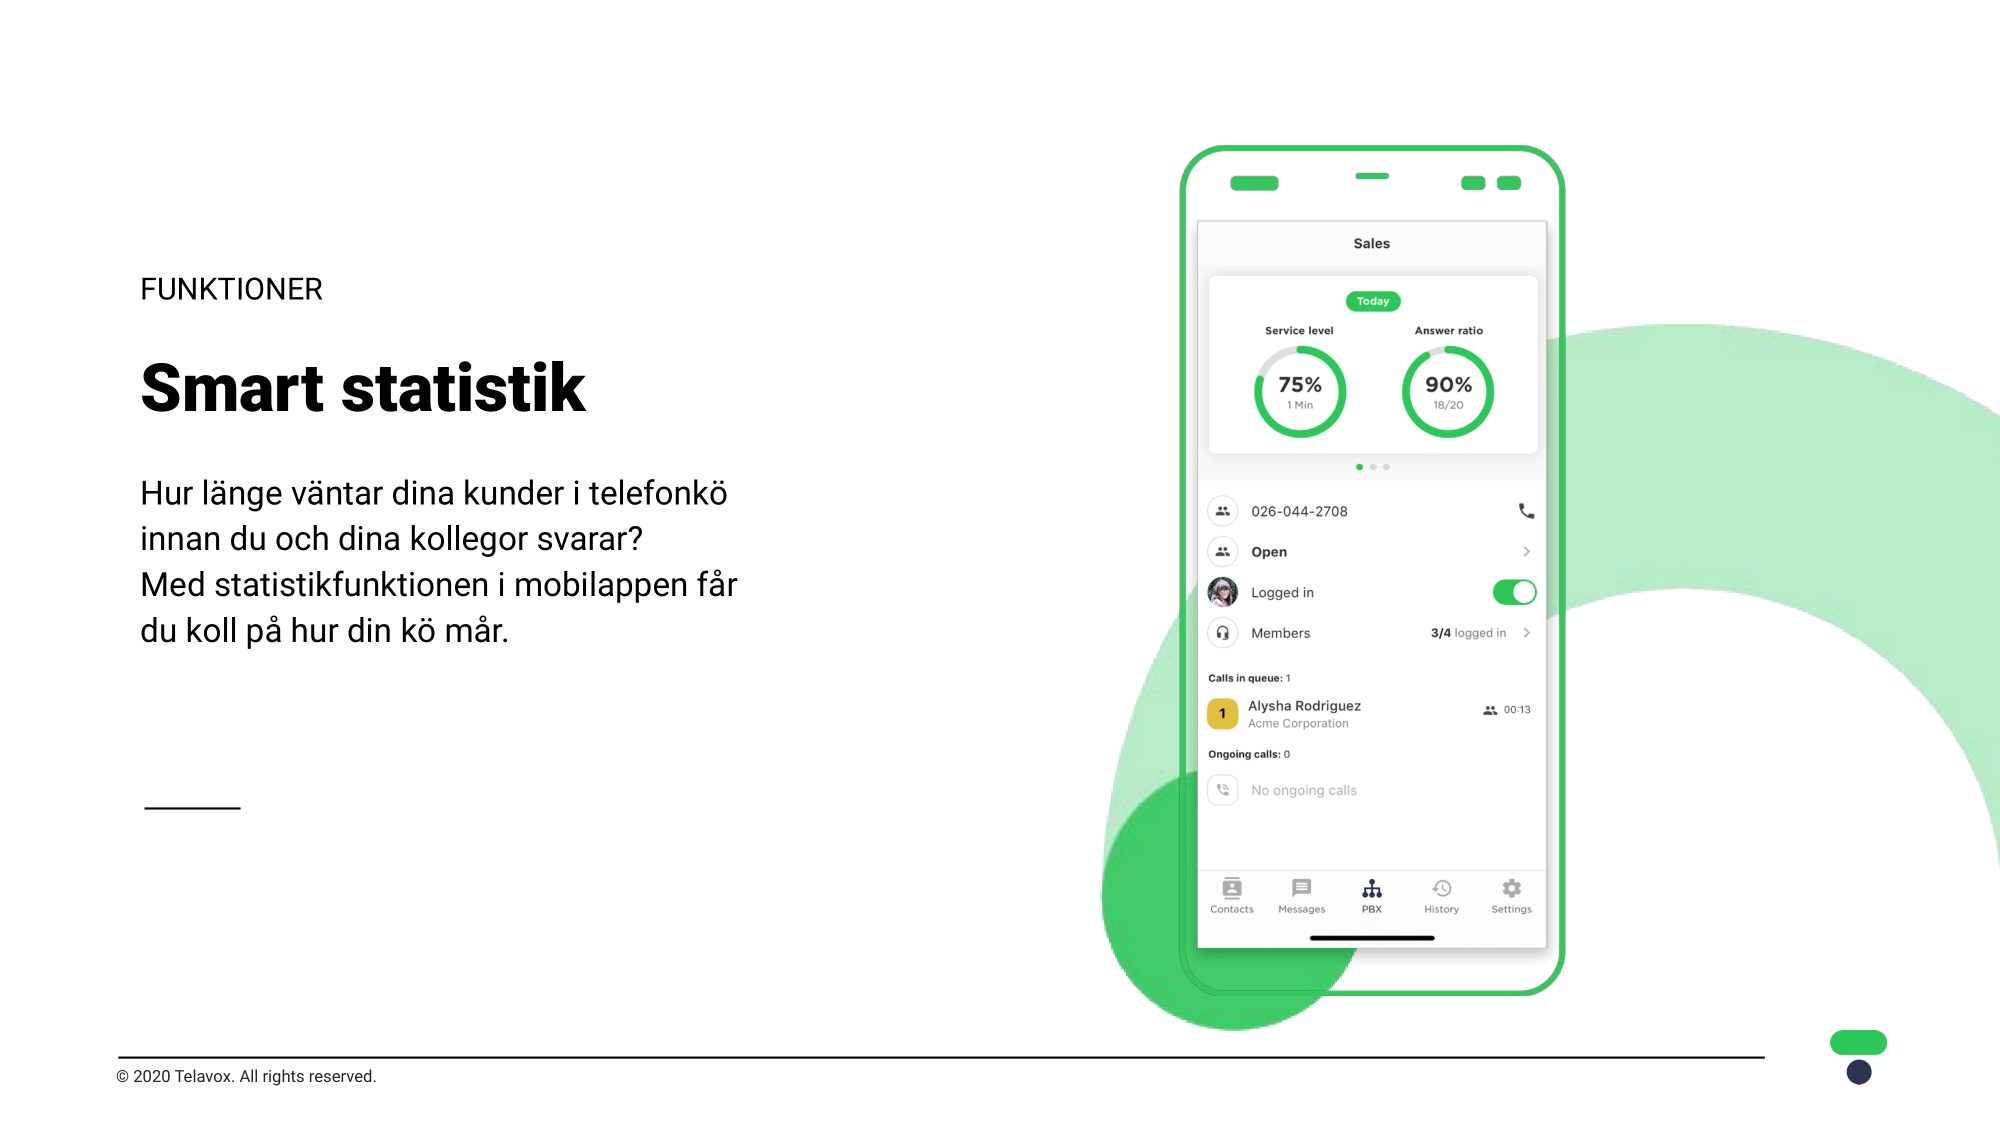 FUNKTIONER
Smart statistik
Hur länge väntar dina kunder i telefonkö
innan du och dina kollegor svarar?
Med statistikfunktionen i mobilappen får
du koll på hur din kö mår.
Sales
Today
Service level
Answer ratio
75%
1 Min
90%
18/20
026-044-2708
Open
Logged in
Members 3/4 logged in
Calls in queue: 1
1
Alysha Rodriguez
Acme Corporation
00:13
Ongoing calls: 0
No ongoing calls
Contacts Messages PBX History Settings
© 2020 Telavox. All rights reserved.